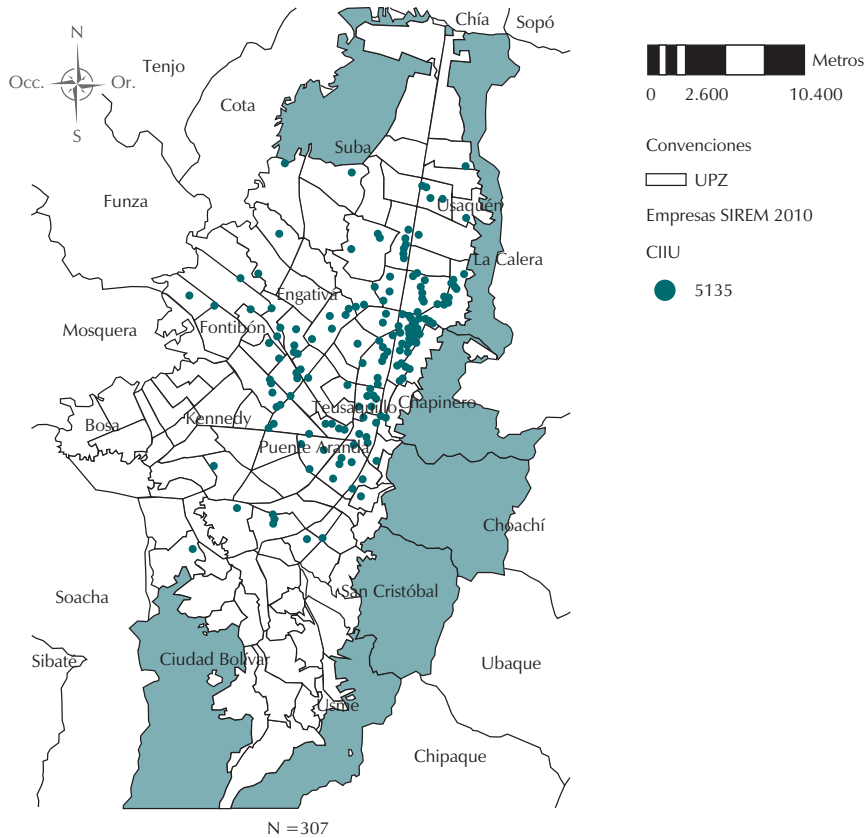 Chía
Sopó
N
Tenjo
Occ.
Or.
S
Cota
Suba
Funza
Usaquén
La Calera
Engativá
Mosquera
Fontibón
Teusaquillo
Chapinero
Kennedy
Bosa
Puente Aranda
Choachí
San Cristóbal
Soacha
Sibaté
Ciudad Bolívar
Ubaque
Usme
Chipaque
N = 307
Metros
0 2.600 10.400
Convenciones
UPZ
Empresas SIREM 2010
CIIU
5135